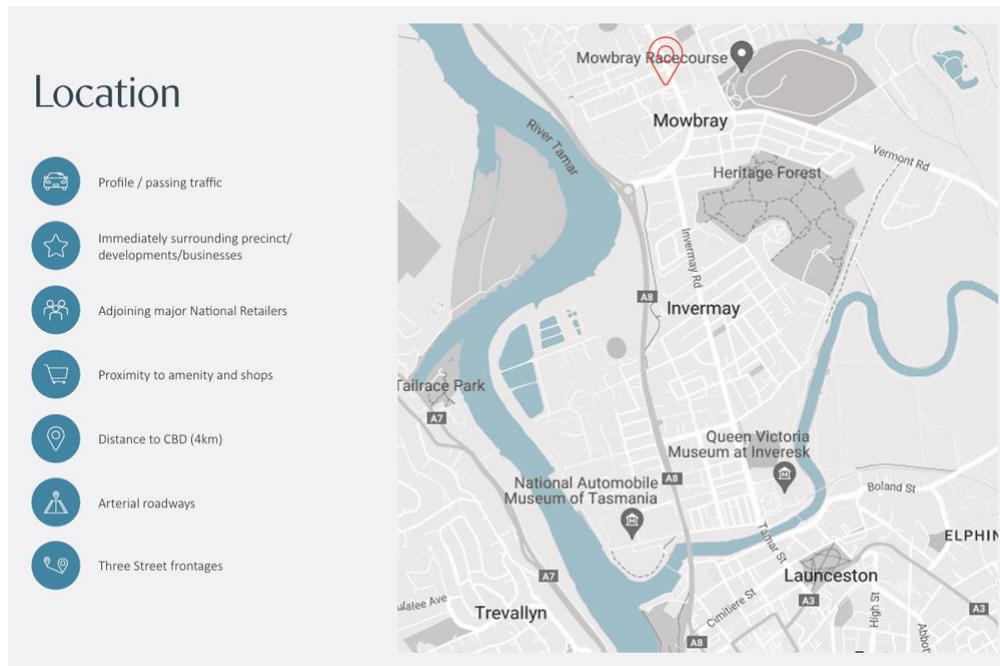 Location
Profile / passing traffic
Immediately surrounding precinct/
developments/businesses
Adjoining major National Retailers
Proximity to amenity and shops
Distance to CBD (4km)
Arterial roadways
Three Street frontages
Mowbray Racecourse
Mowbray
River Tamar
Vermont Rd
Heritage Forest
Invermay Rd
A8
Invermay
Tailrace Park
A7
Queen Victoria
Museum at Inveresk
National Automobile
Museum of Tasmania
A8
Boland St
Tamar St
ELPHIN
A7
Launceston
A3
Cimitiere St
High St
A3
ulalee Ave
Trevallyn
A8
Abbot